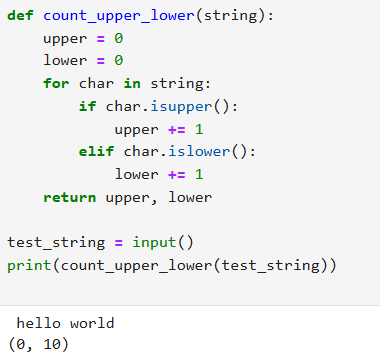 def count_upper_lower(string):
    upper = 0
    lower = 0
    for char in string:
        if char.isupper():
            upper += 1
        elif char.islower():
            lower += 1
    return upper, lower

test_string = input()
print(count_upper_lower(test_string))

 hello world
(0, 10)